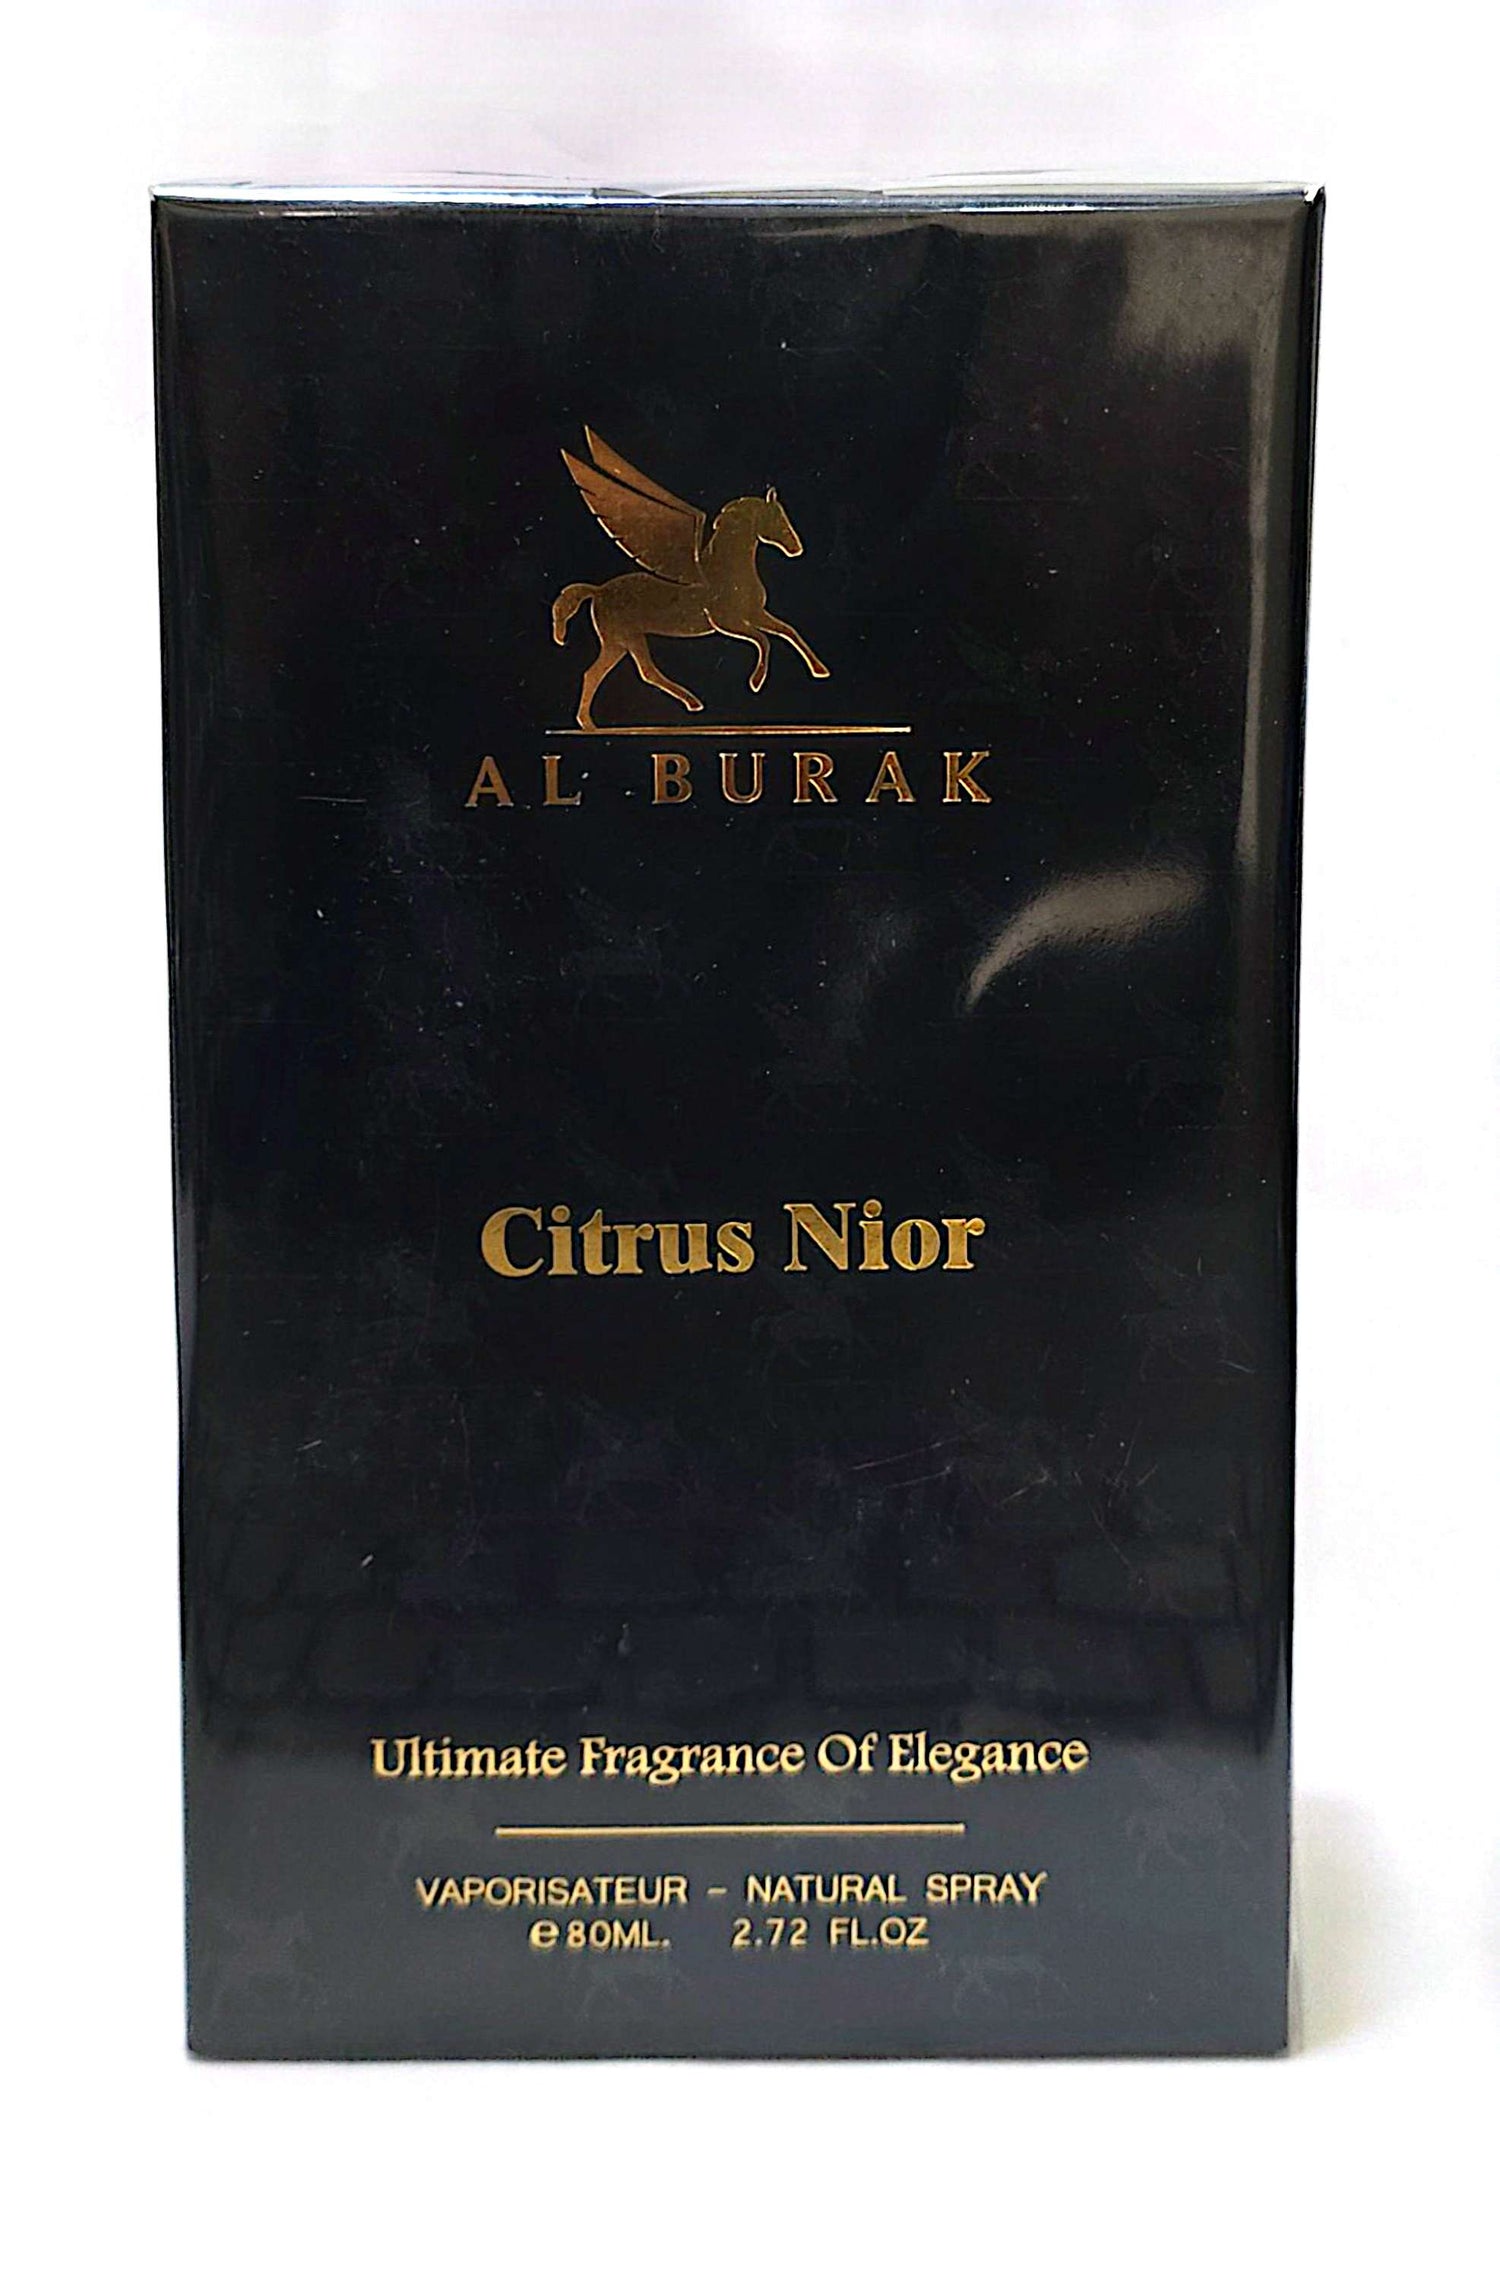 AL BURAK
Citrus Nior
Ultimate Fragrance Of Elegance
VAPORISATEUR - NATURAL SPRAY
℮80ML. 2.72 FL.OZ